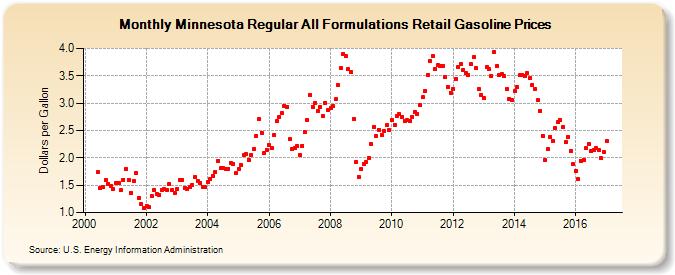 Monthly Minnesota Regular All Formulations Retail Gasoline Prices
Dollars per Gallon
4.0
3.5
3.0
2.5
2.0
1.5
1.0
2000 2002 2004 2006 2008 2010 2012 2014 2016
Source: U.S. Energy Information Administration